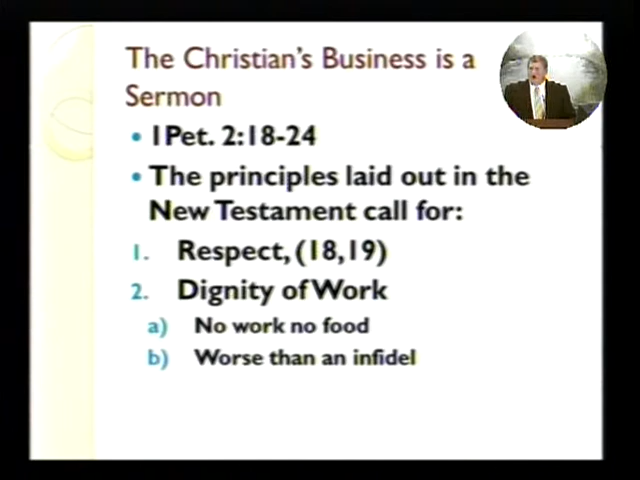 The Christian's Business is a
Sermon
• 1Pet. 2:18-24
• The principles laid out in the
New Testament call for:
1. Respect, (18,19)
2. Dignity of Work
a) No work no food
b) Worse than an infidel